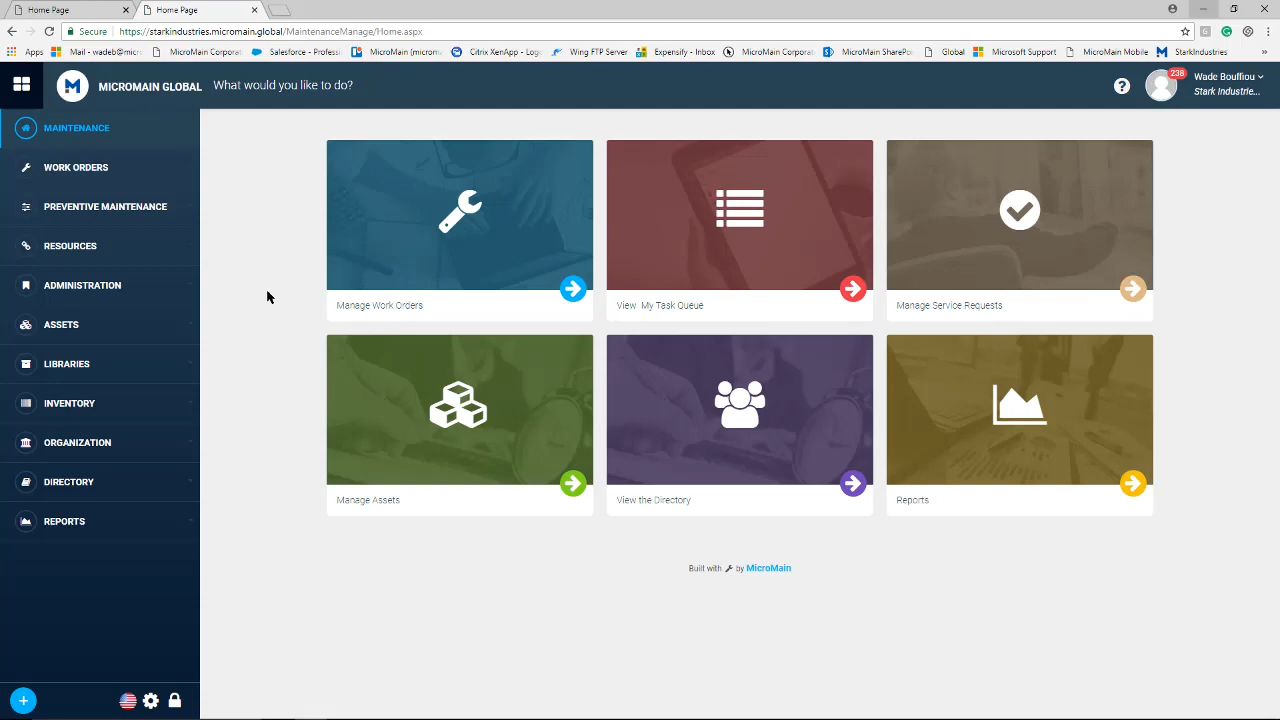 Home Page
Home Page
Secure https://starkindustries.micromain.global/MaintenanceManage/Home.aspx
Apps Mail - wadeb@micro MicroMain Corporat Salesforce - Professi MicroMain (microm Citrix XenApp - Log Wing FTP Server Expensify - Inbox MicroMain Corporat MicroMain SharePo Global Microsoft Support MicroMain Mobile StarkIndustries »
MICROMAIN GLOBAL What would you like to do?
238
Wade Bouffiou
Stark Industrie...
MAINTENANCE
WORK ORDERS
PREVENTIVE MAINTENANCE
RESOURCES
ADMINISTRATION
ASSETS
LIBRARIES
INVENTORY
ORGANIZATION
DIRECTORY
REPORTS
Manage Work Orders
View My Task Queue
Manage Service Requests
Manage Assets
View the Directory
Reports
Built with by MicroMain